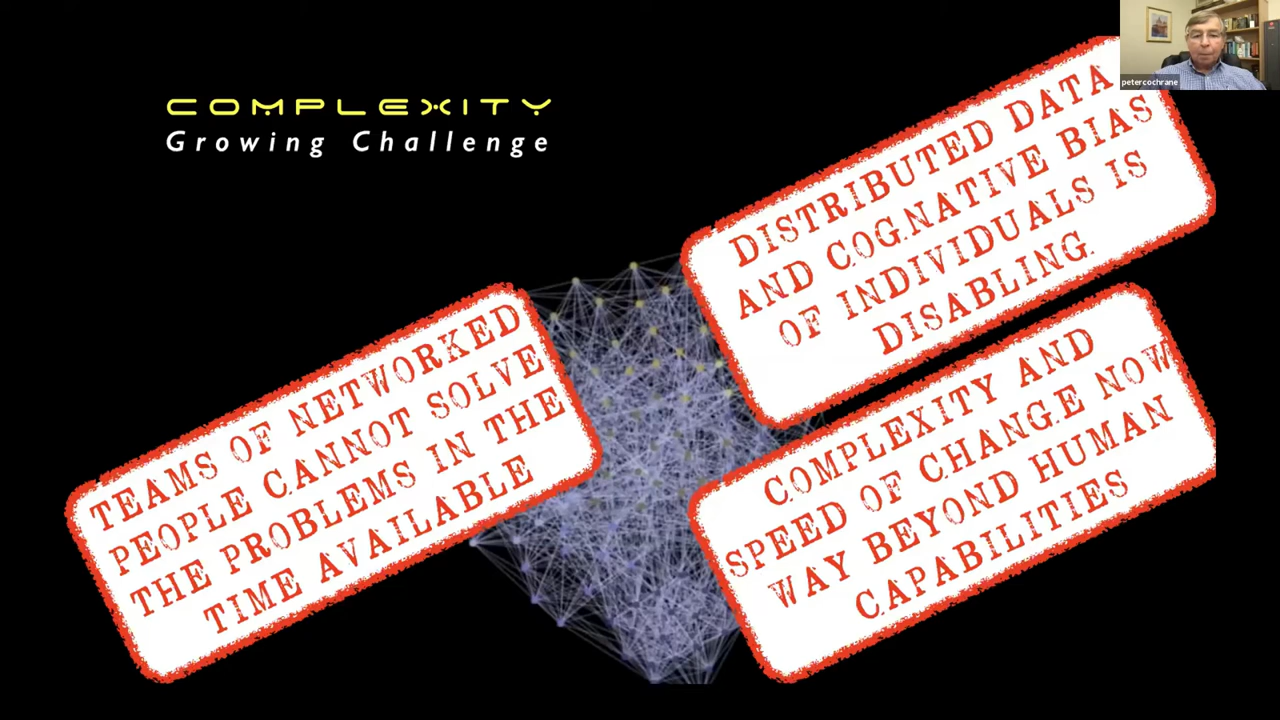 COMPLEXITY
Growing Challenge
petercochrane
DISTRIBUTED DATA
AND COGNATIVE BIAS
OF INDIVIDUALS IS
DISABLING.
TEAMS OF NETWORKED
PEOPLE CANNOT SOLVE
THE PROBLEMS IN THE
TIME AVAILABLE
COMPLEXITY AND
SPEED OF CHANGE NOW
WAY BEYOND HUMAN
CAPABILITIES